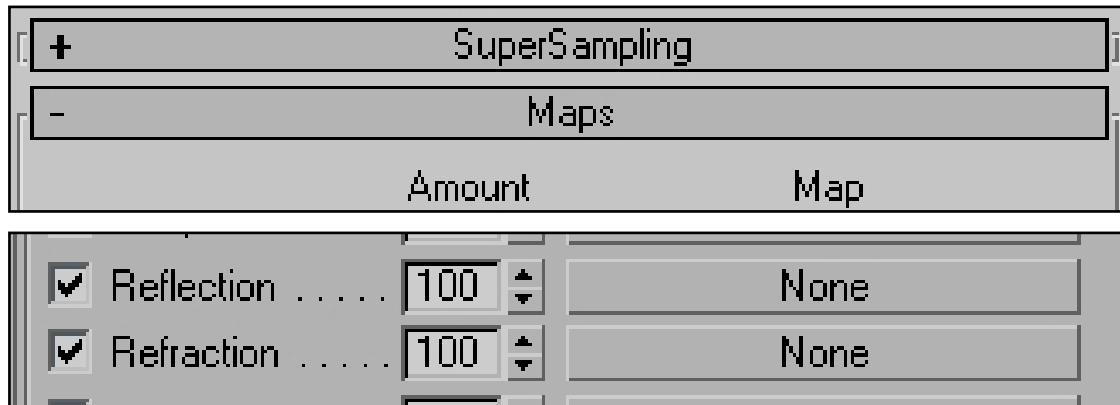 + SuperSampling
- Maps
Amount Map
Reflection ..... 100 None
Refraction ..... 100 None